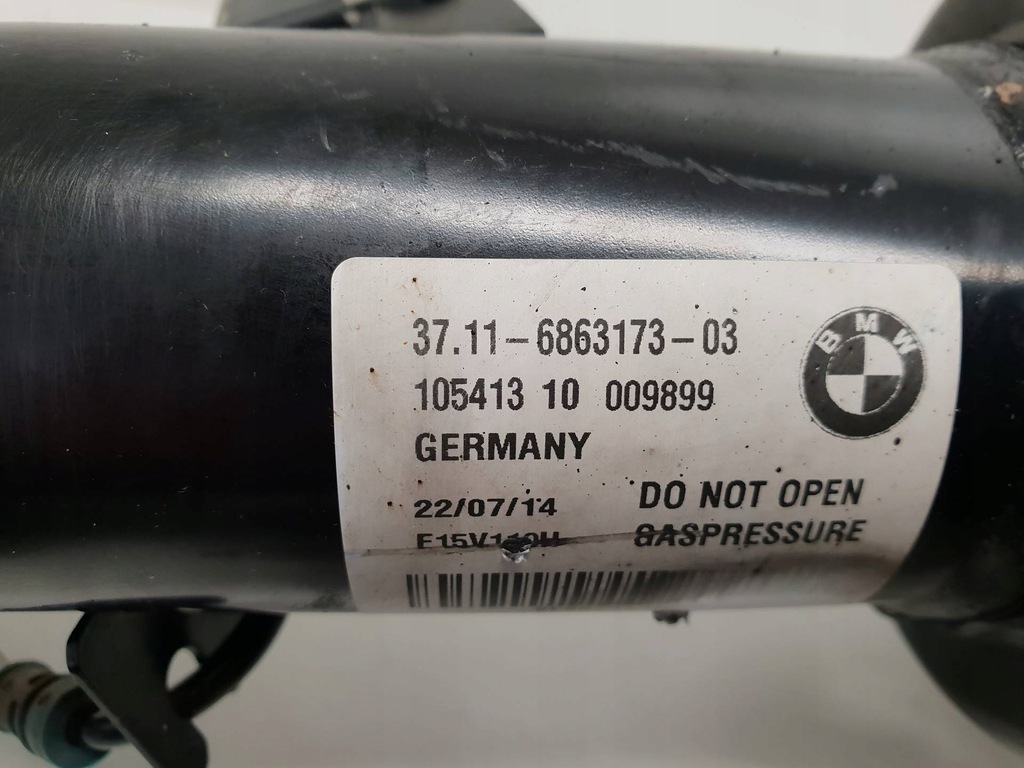 37.11-6863173-03
BMW
105413 10 009899
GERMANY
22/07/14 DO NOT OPEN
GASPRESSURE